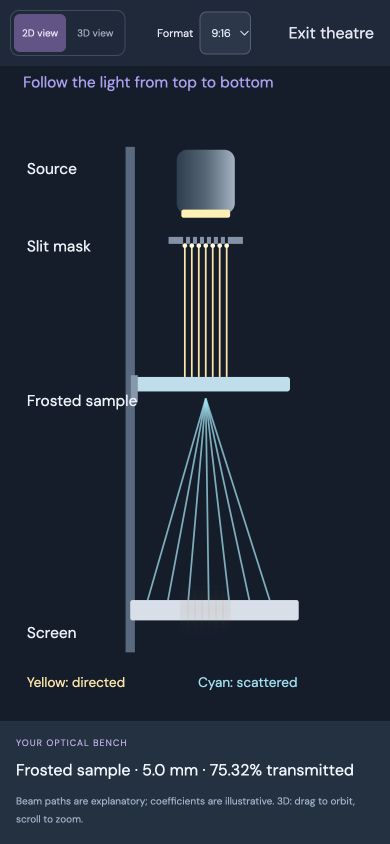 2D view 3D view Format 9:16 Exit theatre
Follow the light from top to bottom
Source
Slit mask
Frosted sample
Screen
Yellow: directed Cyan: scattered
YOUR OPTICAL BENCH
Frosted sample · 5.0 mm · 75.32% transmitted
Beam paths are explanatory; coefficients are illustrative. 3D: drag to orbit,
scroll to zoom.